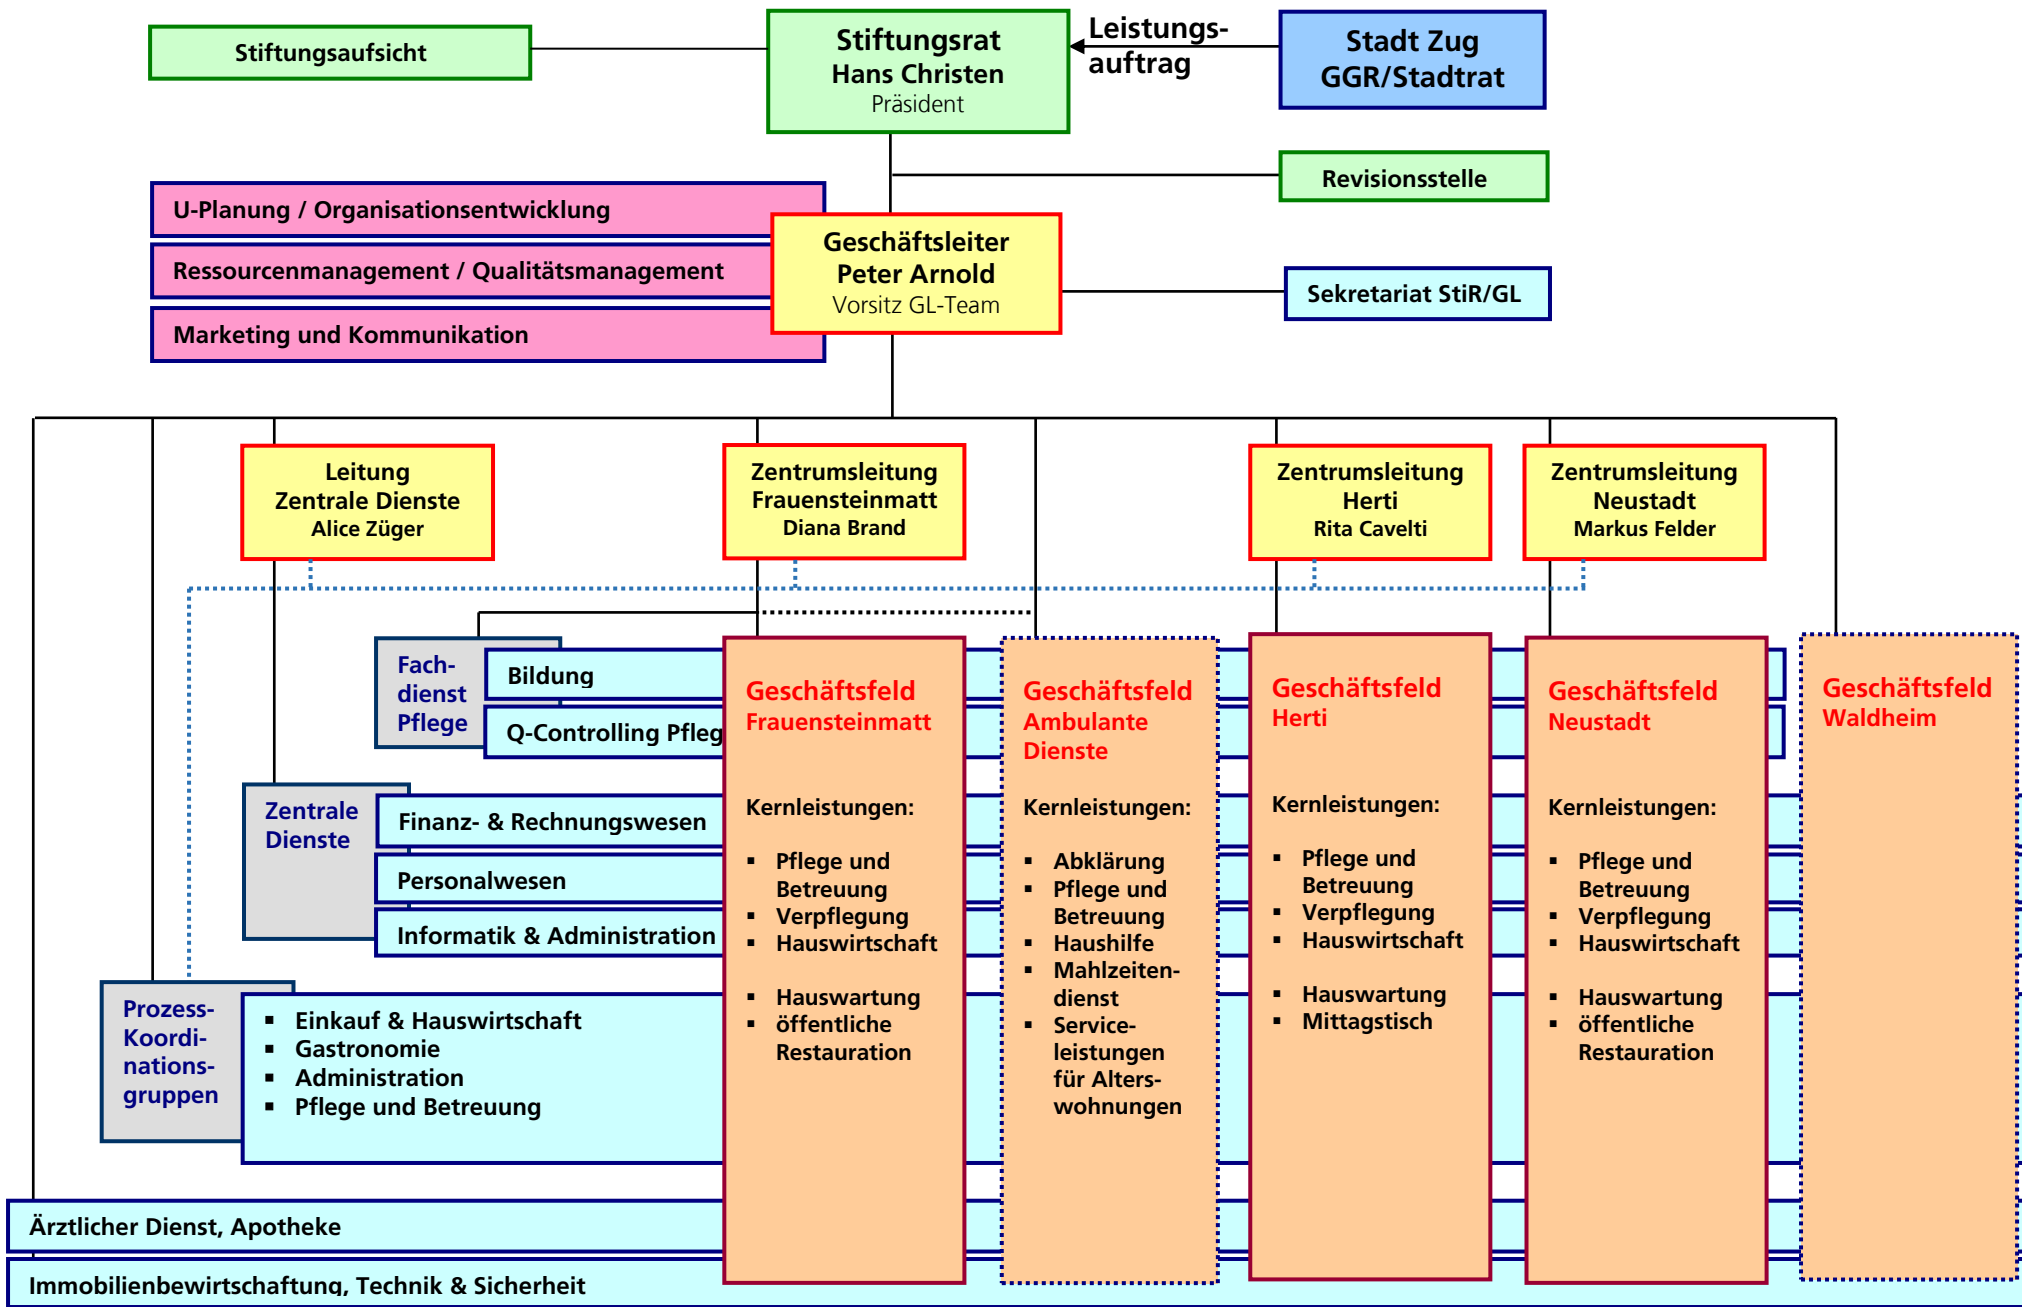 Stiftungsaufsicht
Stiftungsrat
Hans Christen
Präsident
Leistungs-
auftrag
Stadt Zug
GGR/Stadtrat
Revisionsstelle
U-Planung / Organisationsentwicklung
Ressourcenmanagement / Qualitätsmanagement
Marketing und Kommunikation
Geschäftsleiter
Peter Arnold
Vorsitz GL-Team
Sekretariat StiR/GL
Leitung
Zentrale Dienste
Alice Züger
Zentrumsleitung
Frauensteinmatt
Diana Brand
Zentrumsleitung
Herti
Rita Cavelti
Zentrumsleitung
Neustadt
Markus Felder
Fach-
dienst
Pflege
Bildung
Q-Controlling Pfleg
Zentrale
Dienste
Finanz- & Rechnungswesen
Personalwesen
Informatik & Administration
Prozess-
Koordi-
nations-
gruppen
▪ Einkauf & Hauswirtschaft
▪ Gastronomie
▪ Administration
▪ Pflege und Betreuung
Geschäftsfeld
Frauensteinmatt
Kernleistungen:
▪ Pflege und
Betreuung
▪ Verpflegung
▪ Hauswirtschaft
▪ Hauswartung
▪ öffentliche
Restauration
Geschäftsfeld
Ambulante
Dienste
Kernleistungen:
▪ Abklärung
▪ Pflege und
Betreuung
▪ Haushilfe
▪ Mahlzeiten-
dienst
▪ Service-
leistungen
für Alters-
wohnungen
Geschäftsfeld
Herti
Kernleistungen:
▪ Pflege und
Betreuung
▪ Verpflegung
▪ Hauswirtschaft
▪ Hauswartung
▪ Mittagstisch
Geschäftsfeld
Neustadt
Kernleistungen:
▪ Pflege und
Betreuung
▪ Verpflegung
▪ Hauswirtschaft
▪ Hauswartung
▪ öffentliche
Restauration
Geschäftsfeld
Waldheim
Ärztlicher Dienst, Apotheke
Immobilienbewirtschaftung, Technik & Sicherheit